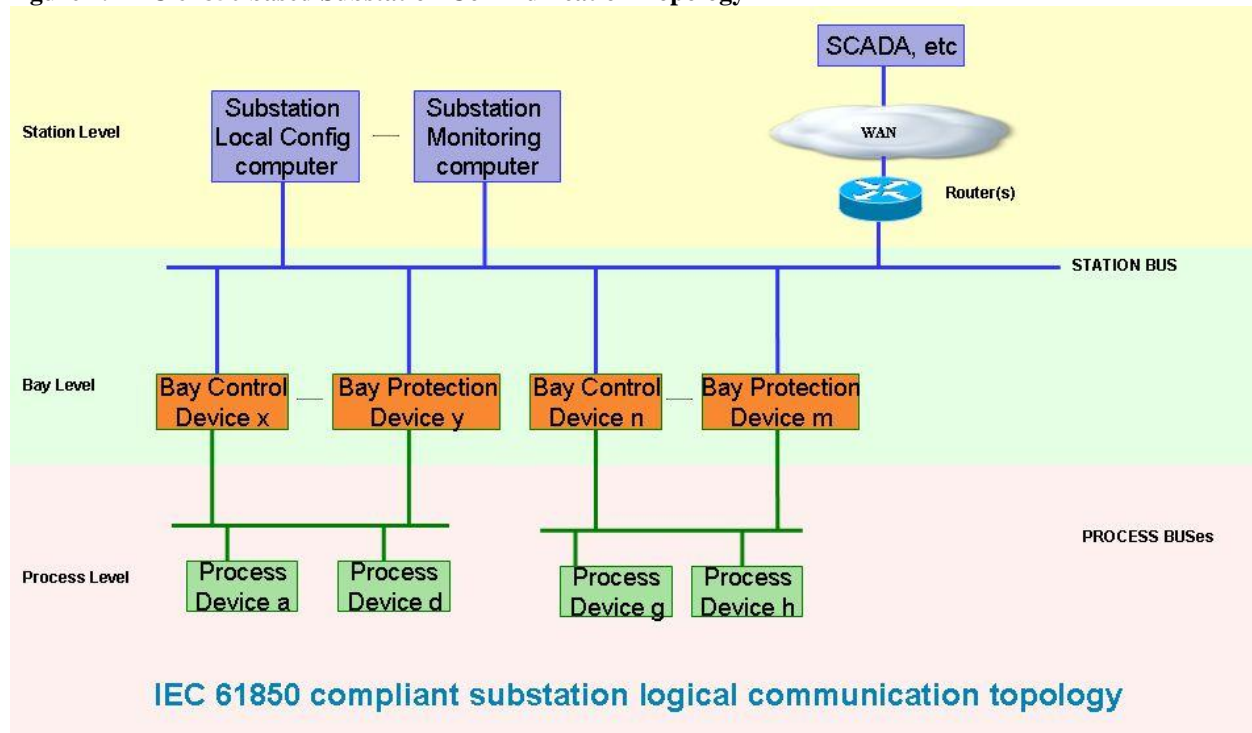 SCADA, etc
Substation
Local Config
computer
Substation
Monitoring
computer
Station Level
WAN
Router(s)
STATION BUS
Bay Level
Bay Control
Device x
Bay Protection
Device y
Bay Control
Device n
Bay Protection
Device m
PROCESS BUSes
Process Level
Process
Device a
Process
Device d
Process
Device g
Process
Device h
IEC 61850 compliant substation logical communication topology